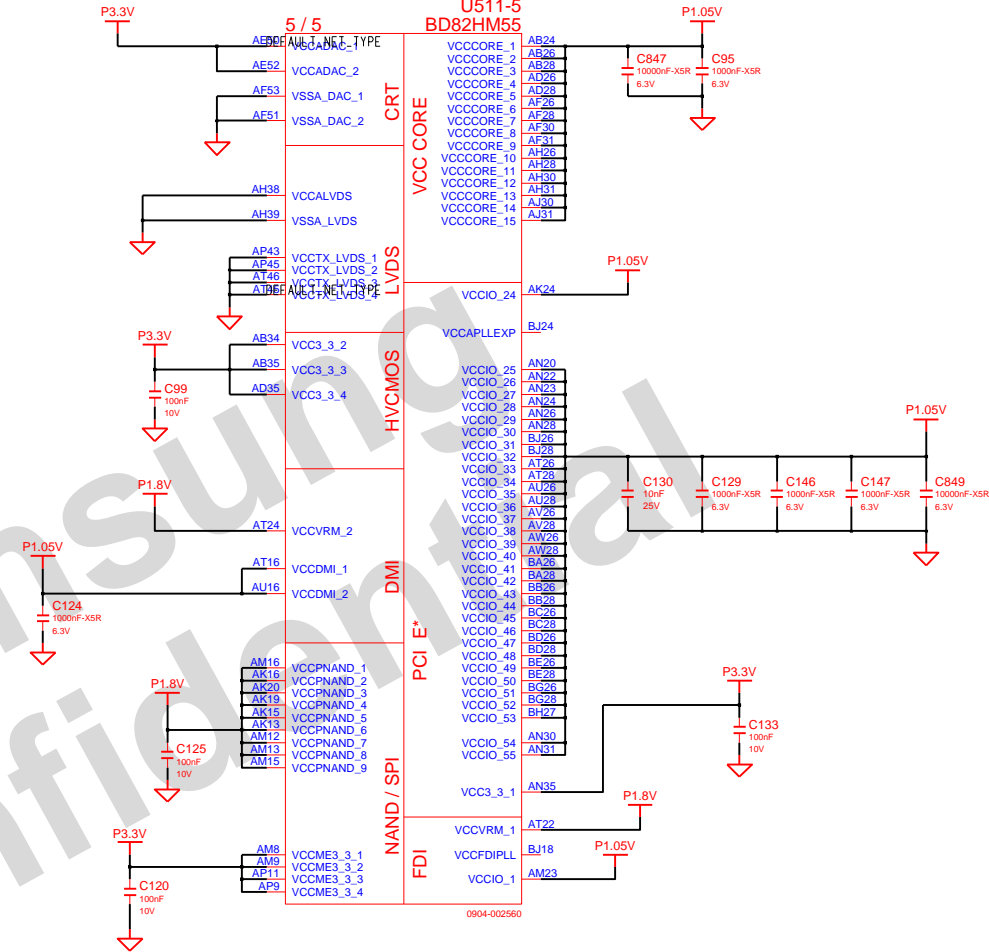 U511-5
P3.3V
5 / 5
BD82HM55
P1.05V
DEFAULT_NET_TYPE
VCCADAC_1
AE52
VCCADAC_2
AF53
VSSA_DAC_1
AF51
VSSA_DAC_2
CRT
VCC CORE
VCCCORE_1
AB24
VCCCORE_2
AB26
VCCCORE_3
AB28
VCCCORE_4
AD26
VCCCORE_5
AD28
VCCCORE_6
AF26
VCCCORE_7
AF28
VCCCORE_8
AF30
VCCCORE_9
AF31
VCCCORE_10
AH26
VCCCORE_11
AH28
VCCCORE_12
AH30
VCCCORE_13
AH31
VCCCORE_14
AJ30
VCCCORE_15
AJ31
C847
10000nF-X5R
6.3V
C95
1000nF-X5R
6.3V
AH38
VCCALVDS
AH39
VSSA_LVDS
AP43
VCCTX_LVDS_1
AP45
VCCTX_LVDS_2
AT46
VCCTX_LVDS_3
VCCTX_LVDS_4
DEFAULT_NET_TYPE
LVDS
P1.05V
VCCIO_24
AK24
VCCAPLLEXP
BJ24
P3.3V
AB34
VCC3_3_2
AB35
VCC3_3_3
AD35
VCC3_3_4
C99
100nF
10V
HVCMOS
VCCIO_25
AN20
VCCIO_26
AN22
VCCIO_27
AN23
VCCIO_28
AN24
VCCIO_29
AN26
VCCIO_30
AN28
VCCIO_31
BJ26
VCCIO_32
BJ28
VCCIO_33
AT26
VCCIO_34
AT28
VCCIO_35
AU26
VCCIO_36
AU28
VCCIO_37
AV26
VCCIO_38
AV28
VCCIO_39
AW26
VCCIO_40
AW28
VCCIO_41
BA26
VCCIO_42
BA28
VCCIO_43
BB26
VCCIO_44
BB28
VCCIO_45
BC26
VCCIO_46
BC28
VCCIO_47
BD26
VCCIO_48
BD28
VCCIO_49
BE26
VCCIO_50
BE28
VCCIO_51
BG26
VCCIO_52
BG28
VCCIO_53
BH27
VCCIO_54
AN30
VCCIO_55
AN31
P1.05V
C130
10nF
25V
C129
1000nF-X5R
6.3V
C146
1000nF-X5R
6.3V
C147
1000nF-X5R
6.3V
C849
10000nF-X5R
6.3V
P1.8V
AT24
VCCVRM_2
P1.05V
AT16
VCCDMI_1
AU16
VCCDMI_2
C124
1000nF-X5R
6.3V
DMI
PCI E*
P1.8V
AM16
VCCPNAND_1
AK16
VCCPNAND_2
AK20
VCCPNAND_3
AK19
VCCPNAND_4
AK15
VCCPNAND_5
AK13
VCCPNAND_6
AM12
VCCPNAND_7
AM13
VCCPNAND_8
AM15
VCCPNAND_9
C125
100nF
10V
NAND / SPI
P3.3V
C133
100nF
10V
VCC3_3_1
AN35
P1.8V
VCCVRM_1
AT22
VCCFDIPLL
BJ18
P1.05V
VCCIO_1
AM23
FDI
P3.3V
AM8
VCCME3_3_1
AM9
VCCME3_3_2
AP11
VCCME3_3_3
AP9
VCCME3_3_4
C120
100nF
10V
0904-002560